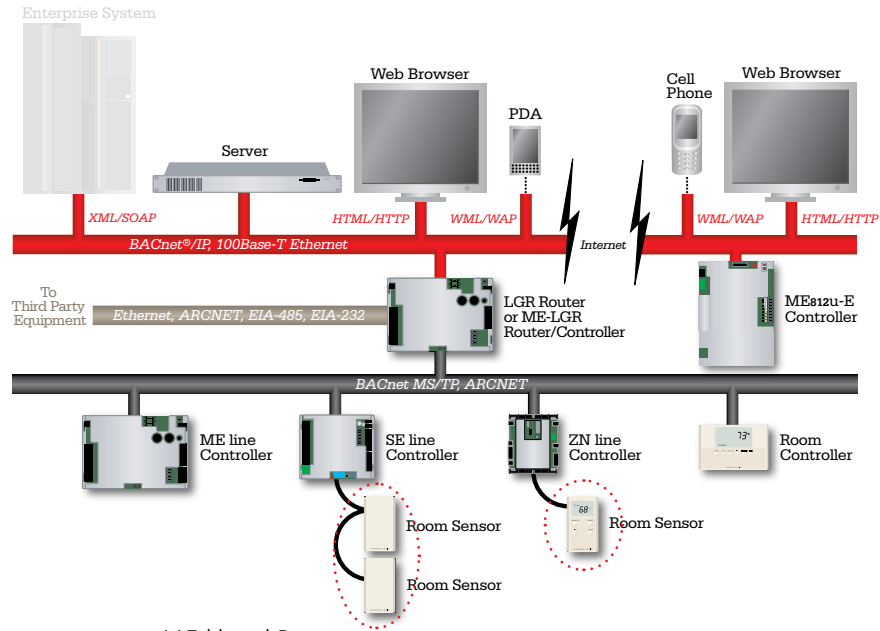 Enterprise System
Web Browser
Cell
Phone
Web Browser
PDA
Server
XML/SOAP
HTML/HTTP
WML/WAP
WML/WAP
HTML/HTTP
BACnet®/IP, 100Base-T Ethernet
Internet
To
Third Party
Equipment
Ethernet, ARCNET, EIA-485, EIA-232
LGR Router
or ME-LGR
Router/Controller
ME812u-E
Controller
BACnet MS/TP, ARCNET
ME line
Controller
SE line
Controller
ZN line
Controller
73°
Room
Controller
Room Sensor
68°
Room Sensor
Room Sensor